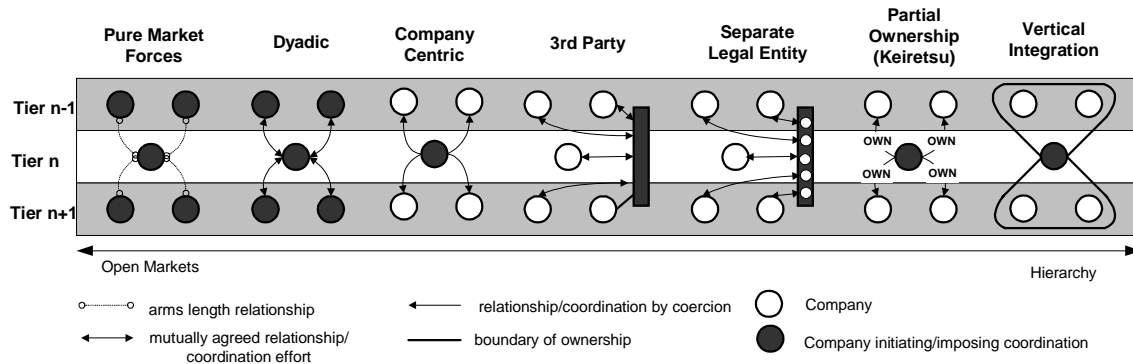 Pure Market
Forces
Dyadic
Company
Centric
3rd Party
Separate
Legal Entity
Partial
Ownership
(Keiretsu)
Vertical
Integration
Tier n-1
Tier n
OWN
OWN
OWN
OWN
Tier n+1
Open Markets
Hierarchy
arms length relationship
mutually agreed relationship/
coordination effort
relationship/coordination by coercion
boundary of ownership
Company
Company initiating/imposing coordination